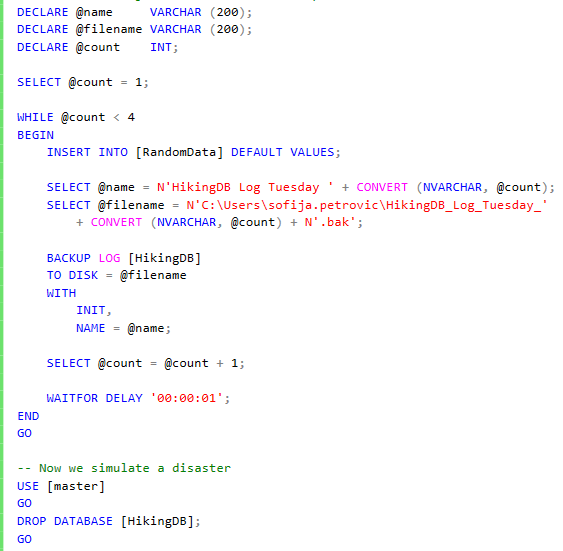 DECLARE @name     VARCHAR (200);
DECLARE @filename VARCHAR (200);
DECLARE @count    INT;

SELECT @count = 1;

WHILE @count < 4
BEGIN
    INSERT INTO [RandomData] DEFAULT VALUES;

    SELECT @name = N'HikingDB Log Tuesday ' + CONVERT (NVARCHAR, @count);
    SELECT @filename = N'C:\Users\sofija.petrovic\HikingDB_Log_Tuesday_'
        + CONVERT (NVARCHAR, @count) + N'.bak';

    BACKUP LOG [HikingDB]
    TO DISK = @filename
    WITH
        INIT,
        NAME = @name;

    SELECT @count = @count + 1;

    WAITFOR DELAY '00:00:01';
END
GO

-- Now we simulate a disaster
USE [master]
GO
DROP DATABASE [HikingDB];
GO